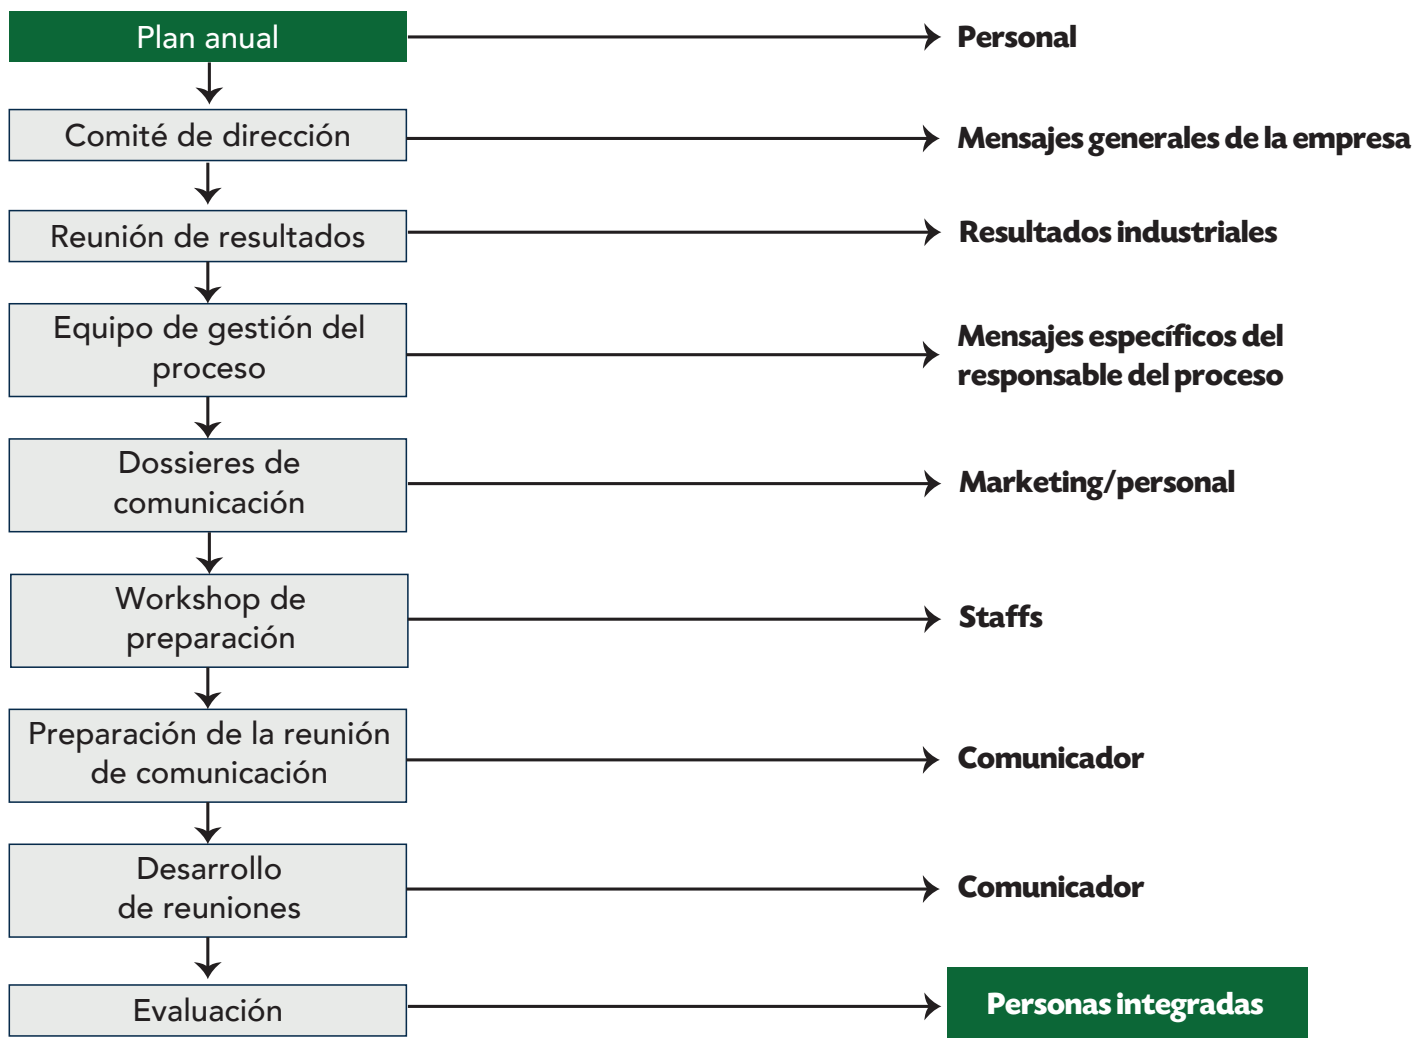 Plan anual
Personal
Comité de dirección
Mensajes generales de la empresa
Reunión de resultados
Resultados industriales
Equipo de gestión del
proceso
Mensajes específicos del
responsable del proceso
Dossieres de
comunicación
Marketing/personal
Workshop de
preparación
Staffs
Preparación de la reunión
de comunicación
Comunicador
Desarrollo
de reuniones
Comunicador
Evaluación
Personas integradas